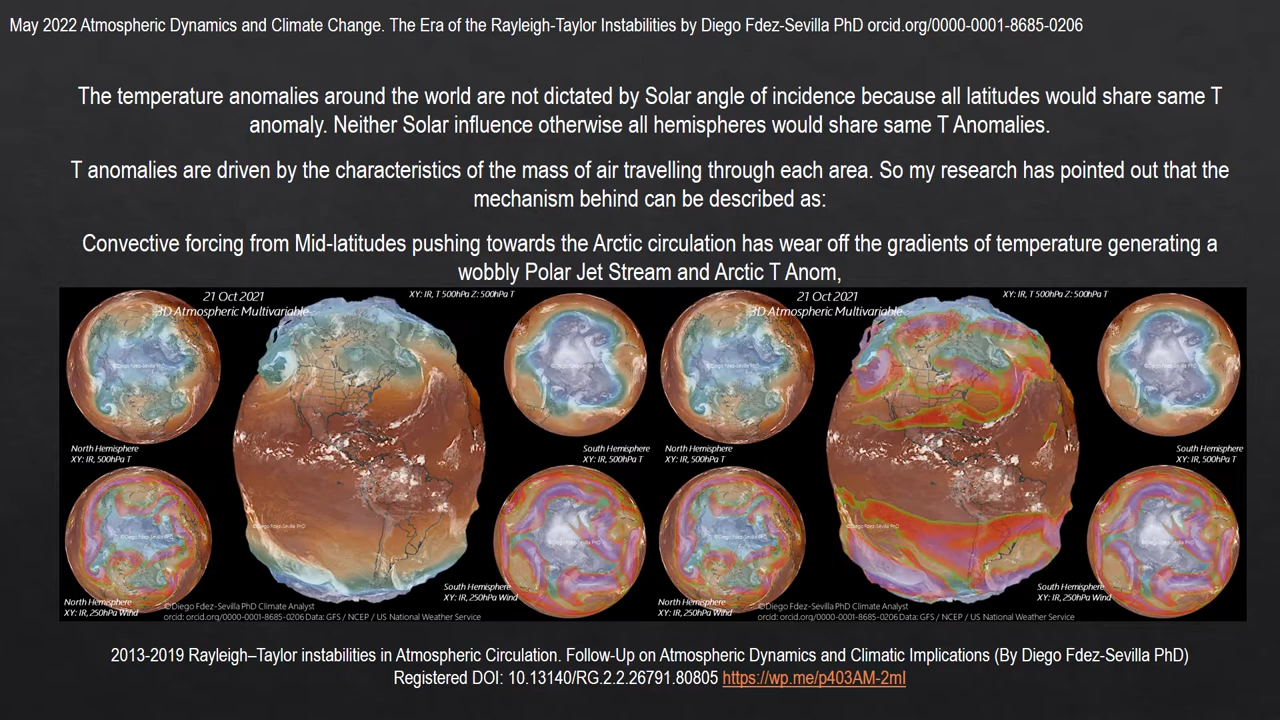 May 2022 Atmospheric Dynamics and Climate Change. The Era of the Rayleigh-Taylor Instabilities by Diego Fdez-Sevilla PhD orcid.org/0000-0001-8685-0206
The temperature anomalies around the world are not dictated by Solar angle of incidence because all latitudes would share same T
anomaly. Neither Solar influence otherwise all hemispheres would share same T Anomalies.
T anomalies are driven by the characteristics of the mass of air travelling through each area. So my research has pointed out that the
mechanism behind can be described as:
Convective forcing from Mid-latitudes pushing towards the Arctic circulation has wear off the gradients of temperature generating a
wobbly Polar Jet Stream and Arctic T Anom,
21 Oct 2021
3D Atmospheric Multivariable
XY: IR, T 500hPa Z: 500hPa T
North Hemisphere
XY: IR, 500hPa T
South Hemisphere
XY: IR, 500hPa T
North Hemisphere
XY: IR, 250hPa Wind
South Hemisphere
XY: IR, 250hPa Wind
©Diego Fdez-Sevilla PhD
©Diego Fdez-Sevilla PhD Climate Analyst
orcid: orcid.org/0000-0001-8685-0206 Data: GFS / NCEP / US National Weather Service
21 Oct 2021
3D Atmospheric Multivariable
XY: IR, T 500hPa Z: 500hPa T
North Hemisphere
XY: IR, 500hPa T
South Hemisphere
XY: IR, 500hPa T
North Hemisphere
XY: IR, 250hPa Wind
South Hemisphere
XY: IR, 250hPa Wind
©Diego Fdez-Sevilla PhD
©Diego Fdez-Sevilla PhD Climate Analyst
orcid: orcid.org/0000-0001-8685-0206 Data: GFS / NCEP / US National Weather Service
2013-2019 Rayleigh–Taylor instabilities in Atmospheric Circulation. Follow-Up on Atmospheric Dynamics and Climatic Implications (By Diego Fdez-Sevilla PhD)
Registered DOI: 10.13140/RG.2.2.26791.80805 https://wp.me/p403AM-2mI